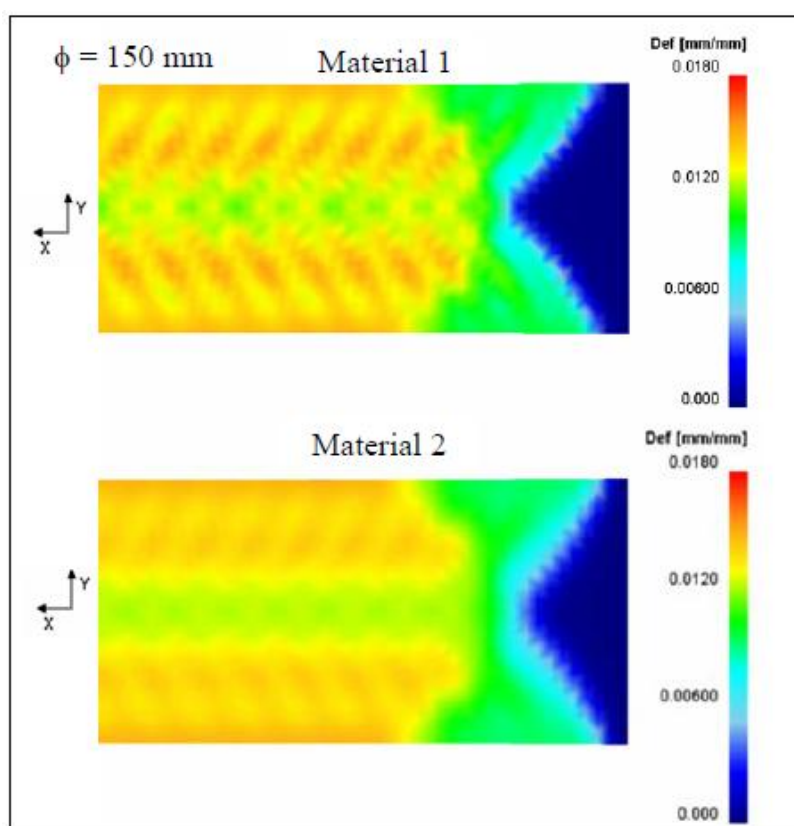 ϕ = 150 mm
Material 1
Def [mm/mm]
0.0180
0.0120
0.00600
0.000
Y
X
Material 2
Def [mm/mm]
0.0180
0.0120
0.00600
0.000
Y
X